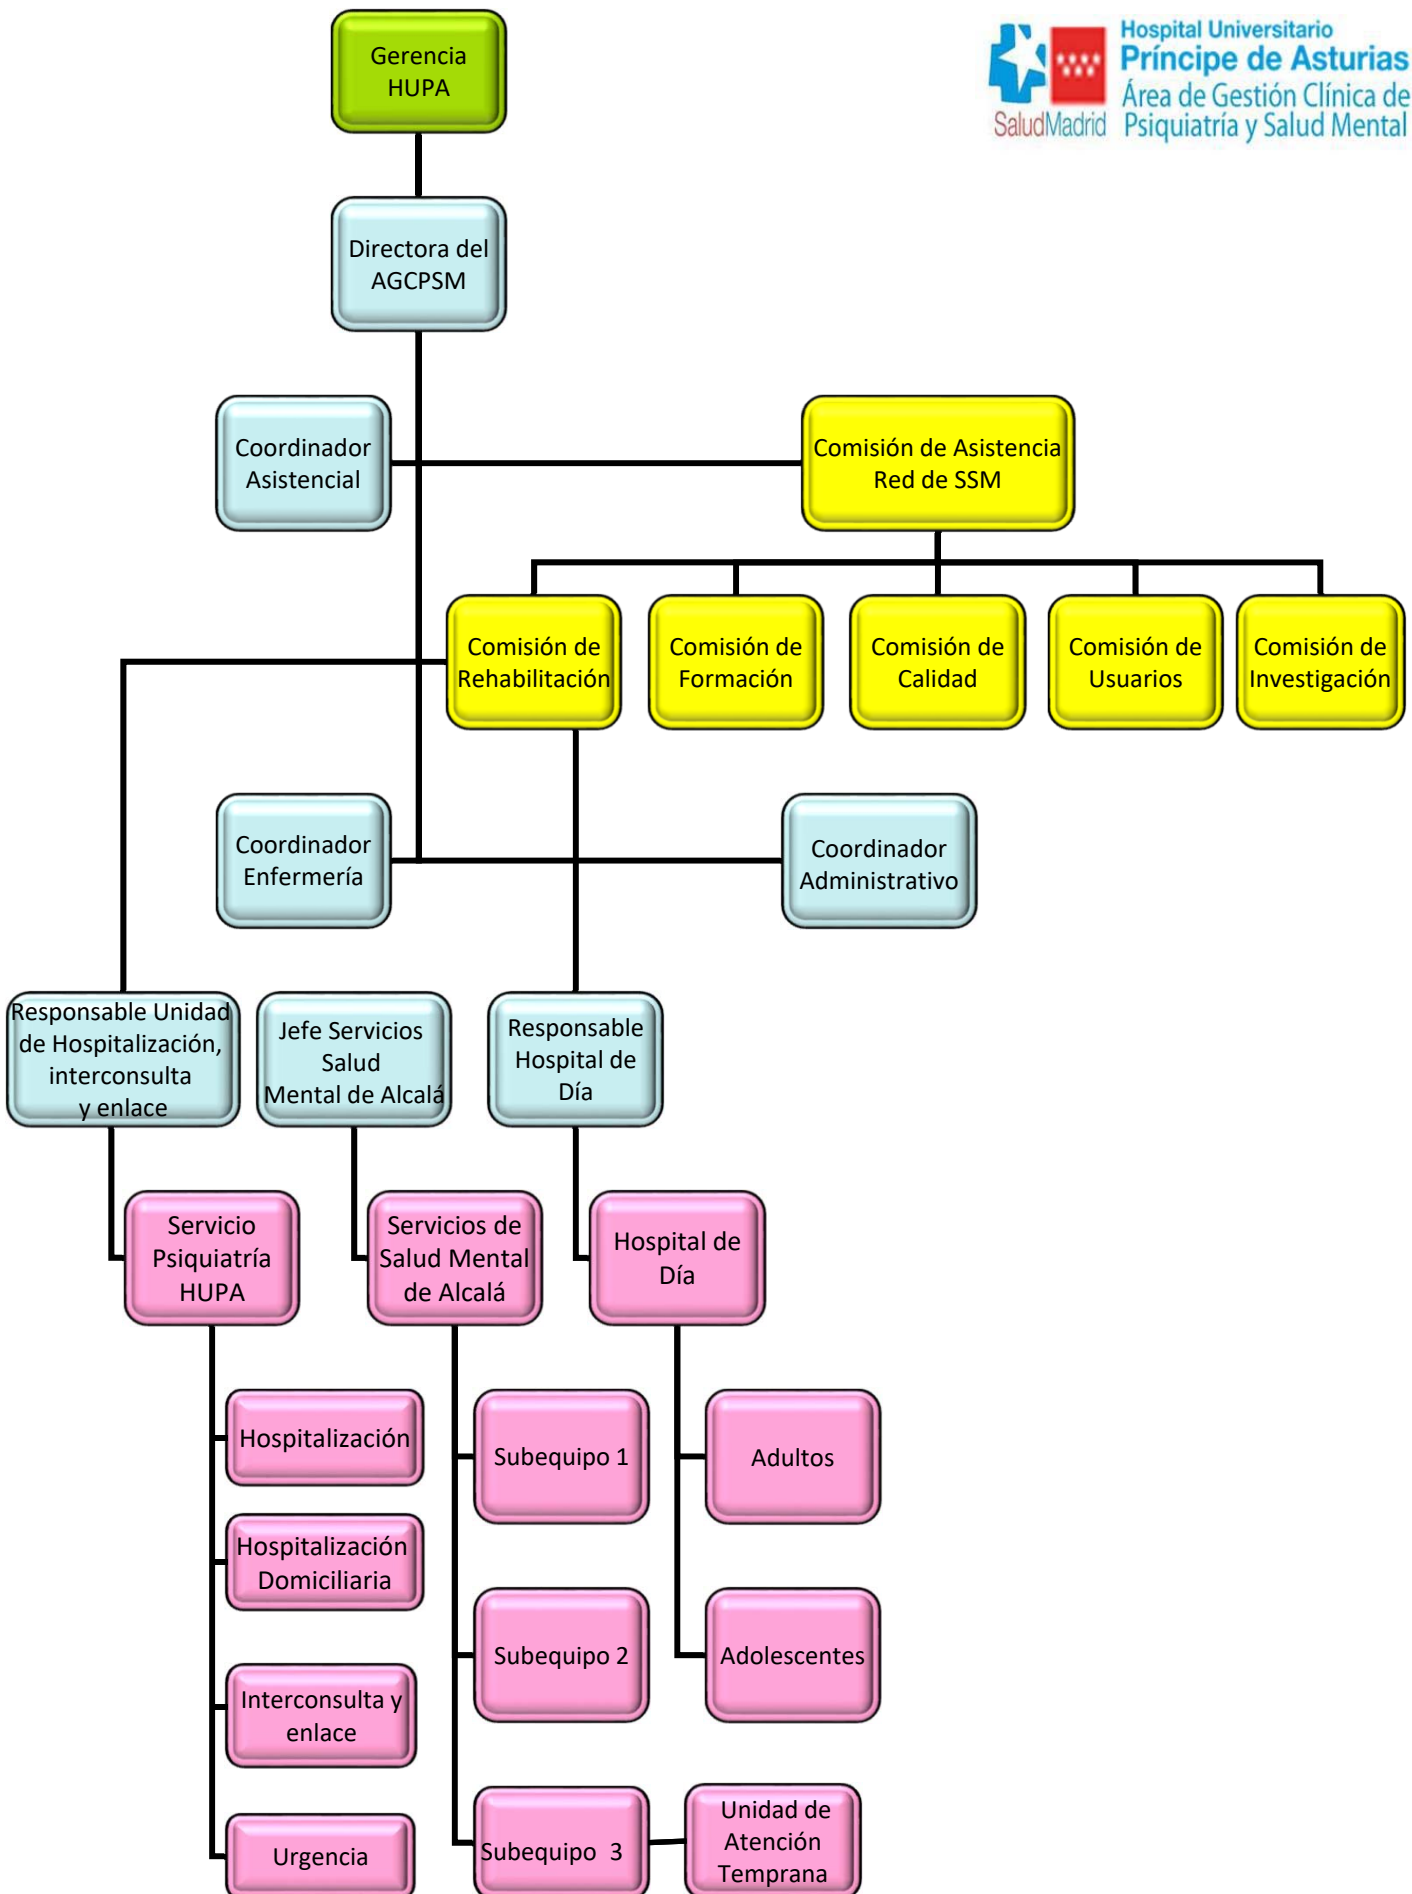 Gerencia
HUPA
Hospital Universitario
Príncipe de Asturias
Área de Gestión Clínica de
Psiquiatría y Salud Mental
SaludMadrid
Directora del
AGCPSM
Coordinador
Asistencial
Comisión de Asistencia
Red de SSM
Comisión de
Rehabilitación
Comisión de
Formación
Comisión de
Calidad
Comisión de
Usuarios
Comisión de
Investigación
Coordinador
Enfermería
Coordinador
Administrativo
Responsable Unidad
de Hospitalización,
interconsulta
y enlace
Jefe Servicios
Salud
Mental de Alcalá
Responsable
Hospital de
Día
Servicio
Psiquiatría
HUPA
Servicios de
Salud Mental
de Alcalá
Hospital de
Día
Hospitalización
Hospitalización
Domiciliaria
Interconsulta y
enlace
Urgencia
Subequipo 1
Subequipo 2
Subequipo 3
Unidad de
Atención
Temprana
Adultos
Adolescentes